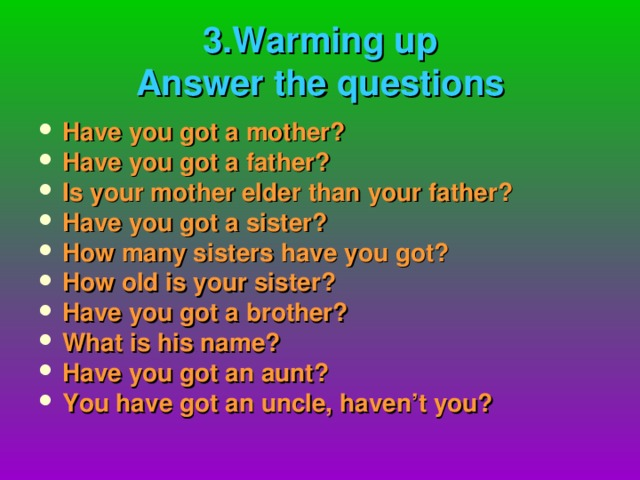 3.Warming up
Answer the questions
• Have you got a mother?
• Have you got a father?
• Is your mother elder than your father?
• Have you got a sister?
• How many sisters have you got?
• How old is your sister?
• Have you got a brother?
• What is his name?
• Have you got an aunt?
• You have got an uncle, haven’t you?